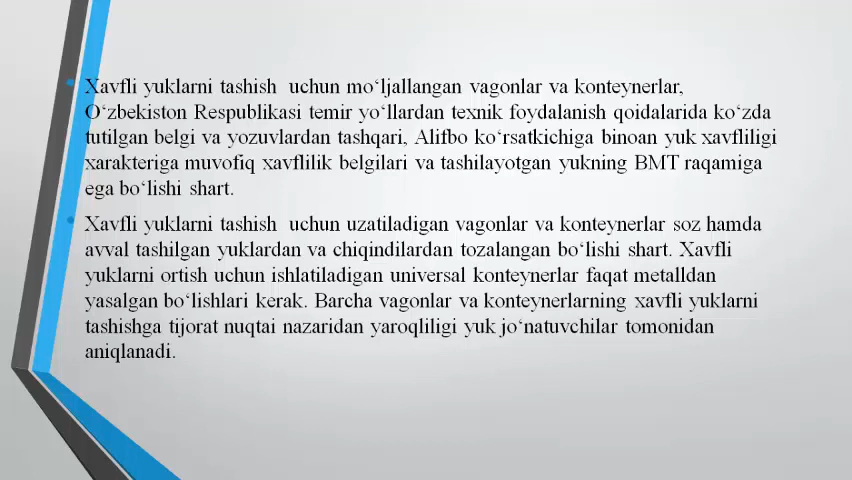 Xavfli yuklarni tashish uchun mo‘ljallangan vagonlar va konteynerlar,
O‘zbekiston Respublikasi temir yo‘llardan texnik foydalanish qoidalarida ko‘zda
tutilgan belgi va yozuvlardan tashqari, Alifbo ko‘rsatkichiga binoan yuk xavfliligi
xarakteriga muvofiq xavflilik belgilari va tashilayotgan yukning BMT raqamiga
ega bo‘lishi shart.
Xavfli yuklarni tashish uchun uzatiladigan vagonlar va konteynerlar soz hamda
avval tashilgan yuklardan va chiqindilardan tozalangan bo‘lishi shart. Xavfli
yuklarni ortish uchun ishlatiladigan universal konteynerlar faqat metalldan
yasalgan bo‘lishlari kerak. Barcha vagonlar va konteynerlarning xavfli yuklarni
tashishga tijorat nuqtai nazaridan yaroqliligi yuk jo‘natuvchilar tomonidan
aniqlanadi.